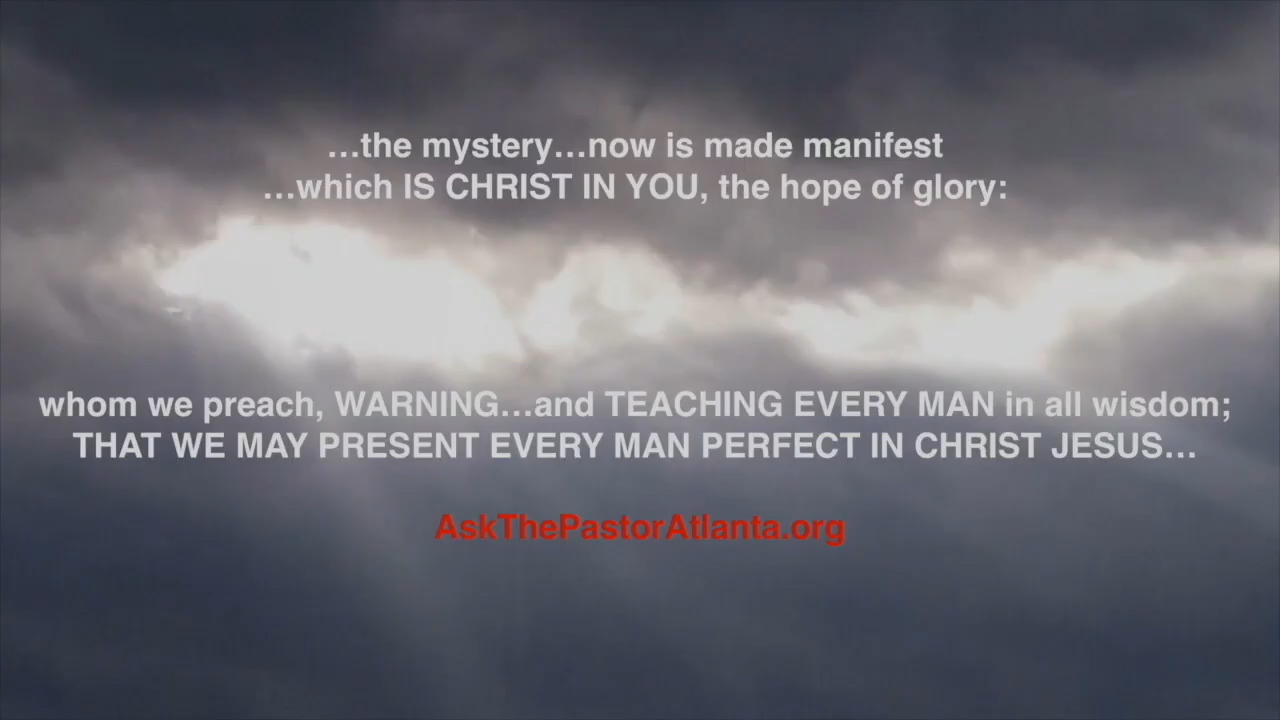 …the mystery…now is made manifest
…which IS CHRIST IN YOU, the hope of glory:
whom we preach, WARNING…and TEACHING EVERY MAN in all wisdom;
THAT WE MAY PRESENT EVERY MAN PERFECT IN CHRIST JESUS…
AskThePastorAtlanta.org